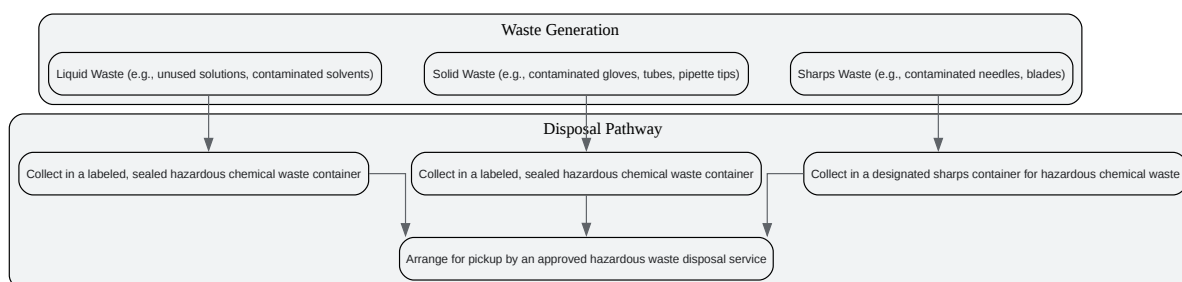 Waste Generation
Liquid Waste (e.g., unused solutions, contaminated solvents)
Solid Waste (e.g., contaminated gloves, tubes, pipette tips)
Sharps Waste (e.g., contaminated needles, blades)
Disposal Pathway
Collect in a labeled, sealed hazardous chemical waste container
Collect in a labeled, sealed hazardous chemical waste container
Collect in a designated sharps container for hazardous chemical waste
Arrange for pickup by an approved hazardous waste disposal service